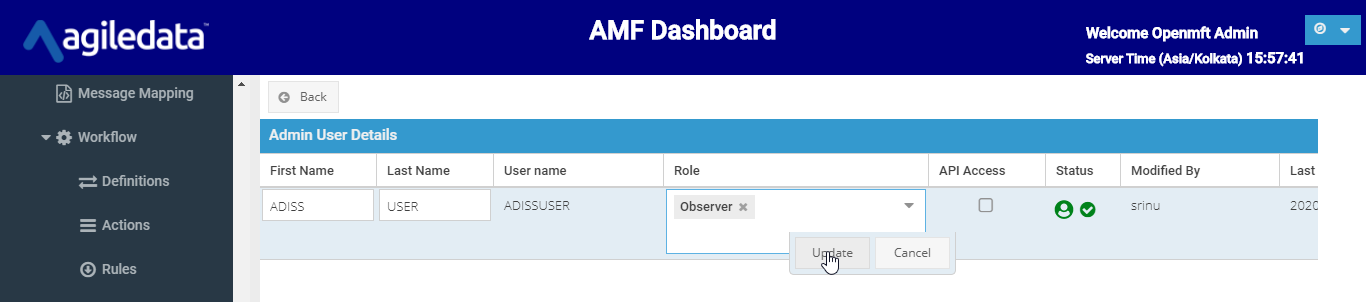 agiledata™
AMF Dashboard
Welcome Openmft Admin
Server Time (Asia/Kolkata) 15:57:41
Message Mapping
Workflow
Definitions
Actions
Rules
Back
Admin User Details
First Name Last Name User name Role API Access Status Modified By Last
ADISS USER ADISSUSER Observer srinu 2020
Update Cancel